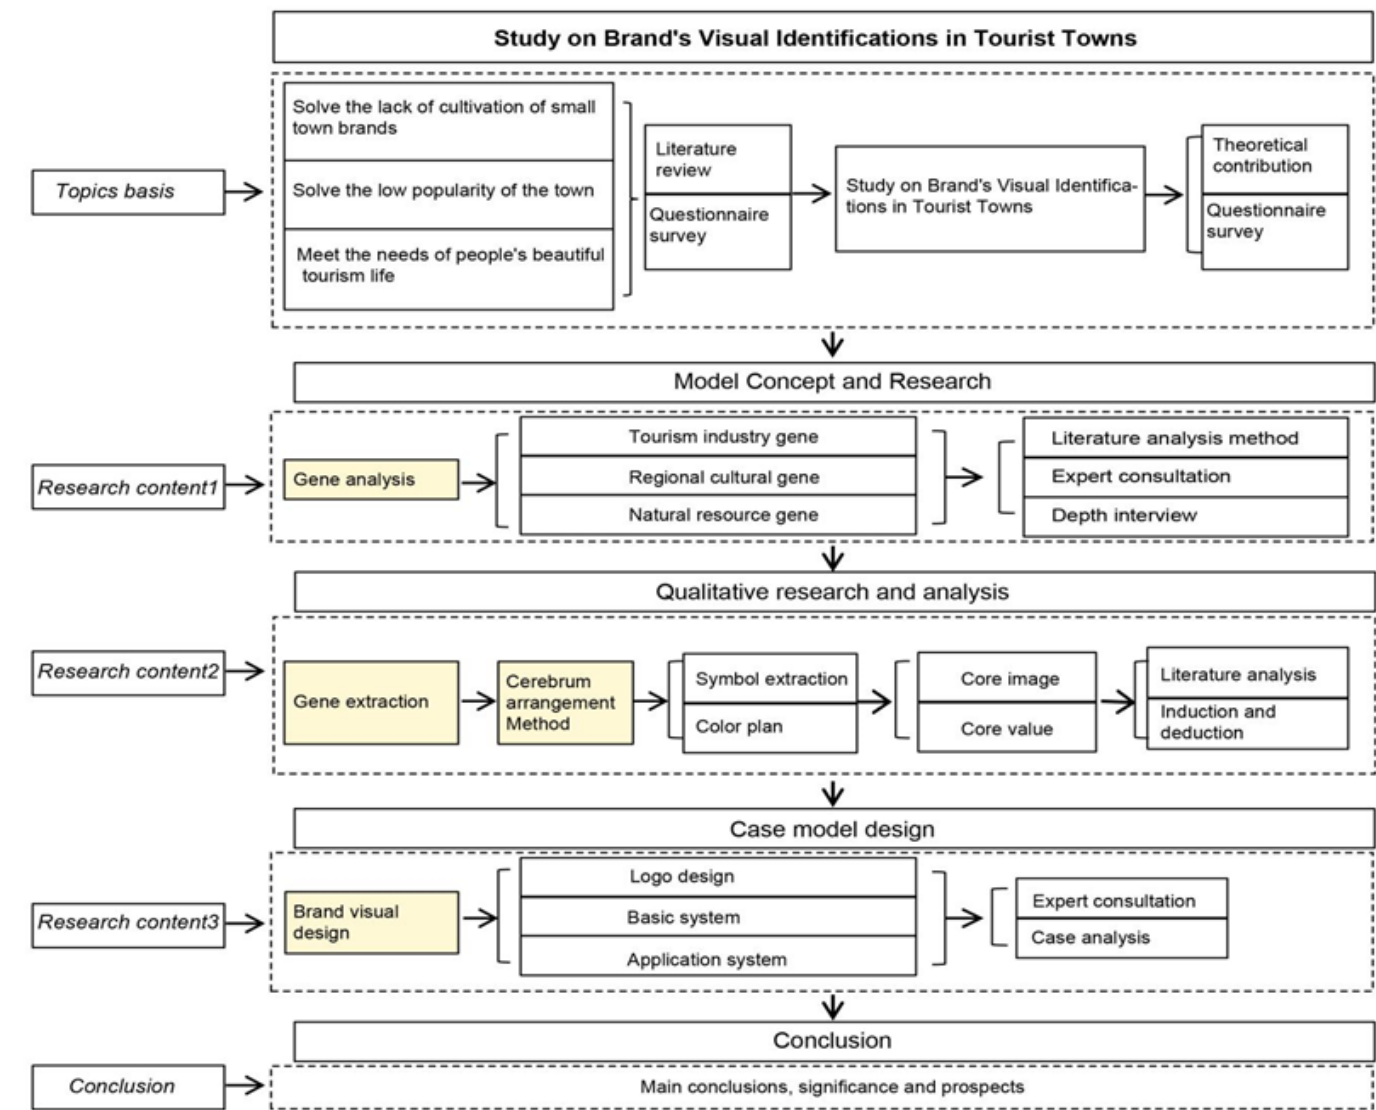 Study on Brand's Visual Identifications in Tourist Towns
Topics basis
Solve the lack of cultivation of small
town brands
Solve the low popularity of the town
Meet the needs of people's beautiful
tourism life
Literature
review
Questionnaire
survey
Study on Brand's Visual Identifica-
tions in Tourist Towns
Theoretical
contribution
Questionnaire
survey
Model Concept and Research
Research content1
Gene analysis
Tourism industry gene
Regional cultural gene
Natural resource gene
Literature analysis method
Expert consultation
Depth interview
Qualitative research and analysis
Research content2
Gene extraction
Cerebrum
arrangement
Method
Symbol extraction
Color plan
Core image
Core value
Literature analysis
Induction and
deduction
Case model design
Research content3
Brand visual
design
Logo design
Basic system
Application system
Expert consultation
Case analysis
Conclusion
Conclusion
Main conclusions, significance and prospects